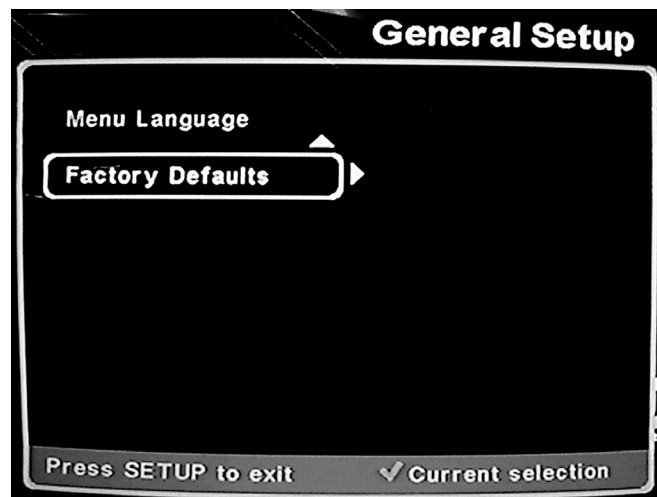 General Setup
Menu Language
Factory Defaults
Press SETUP to exit
Current selection